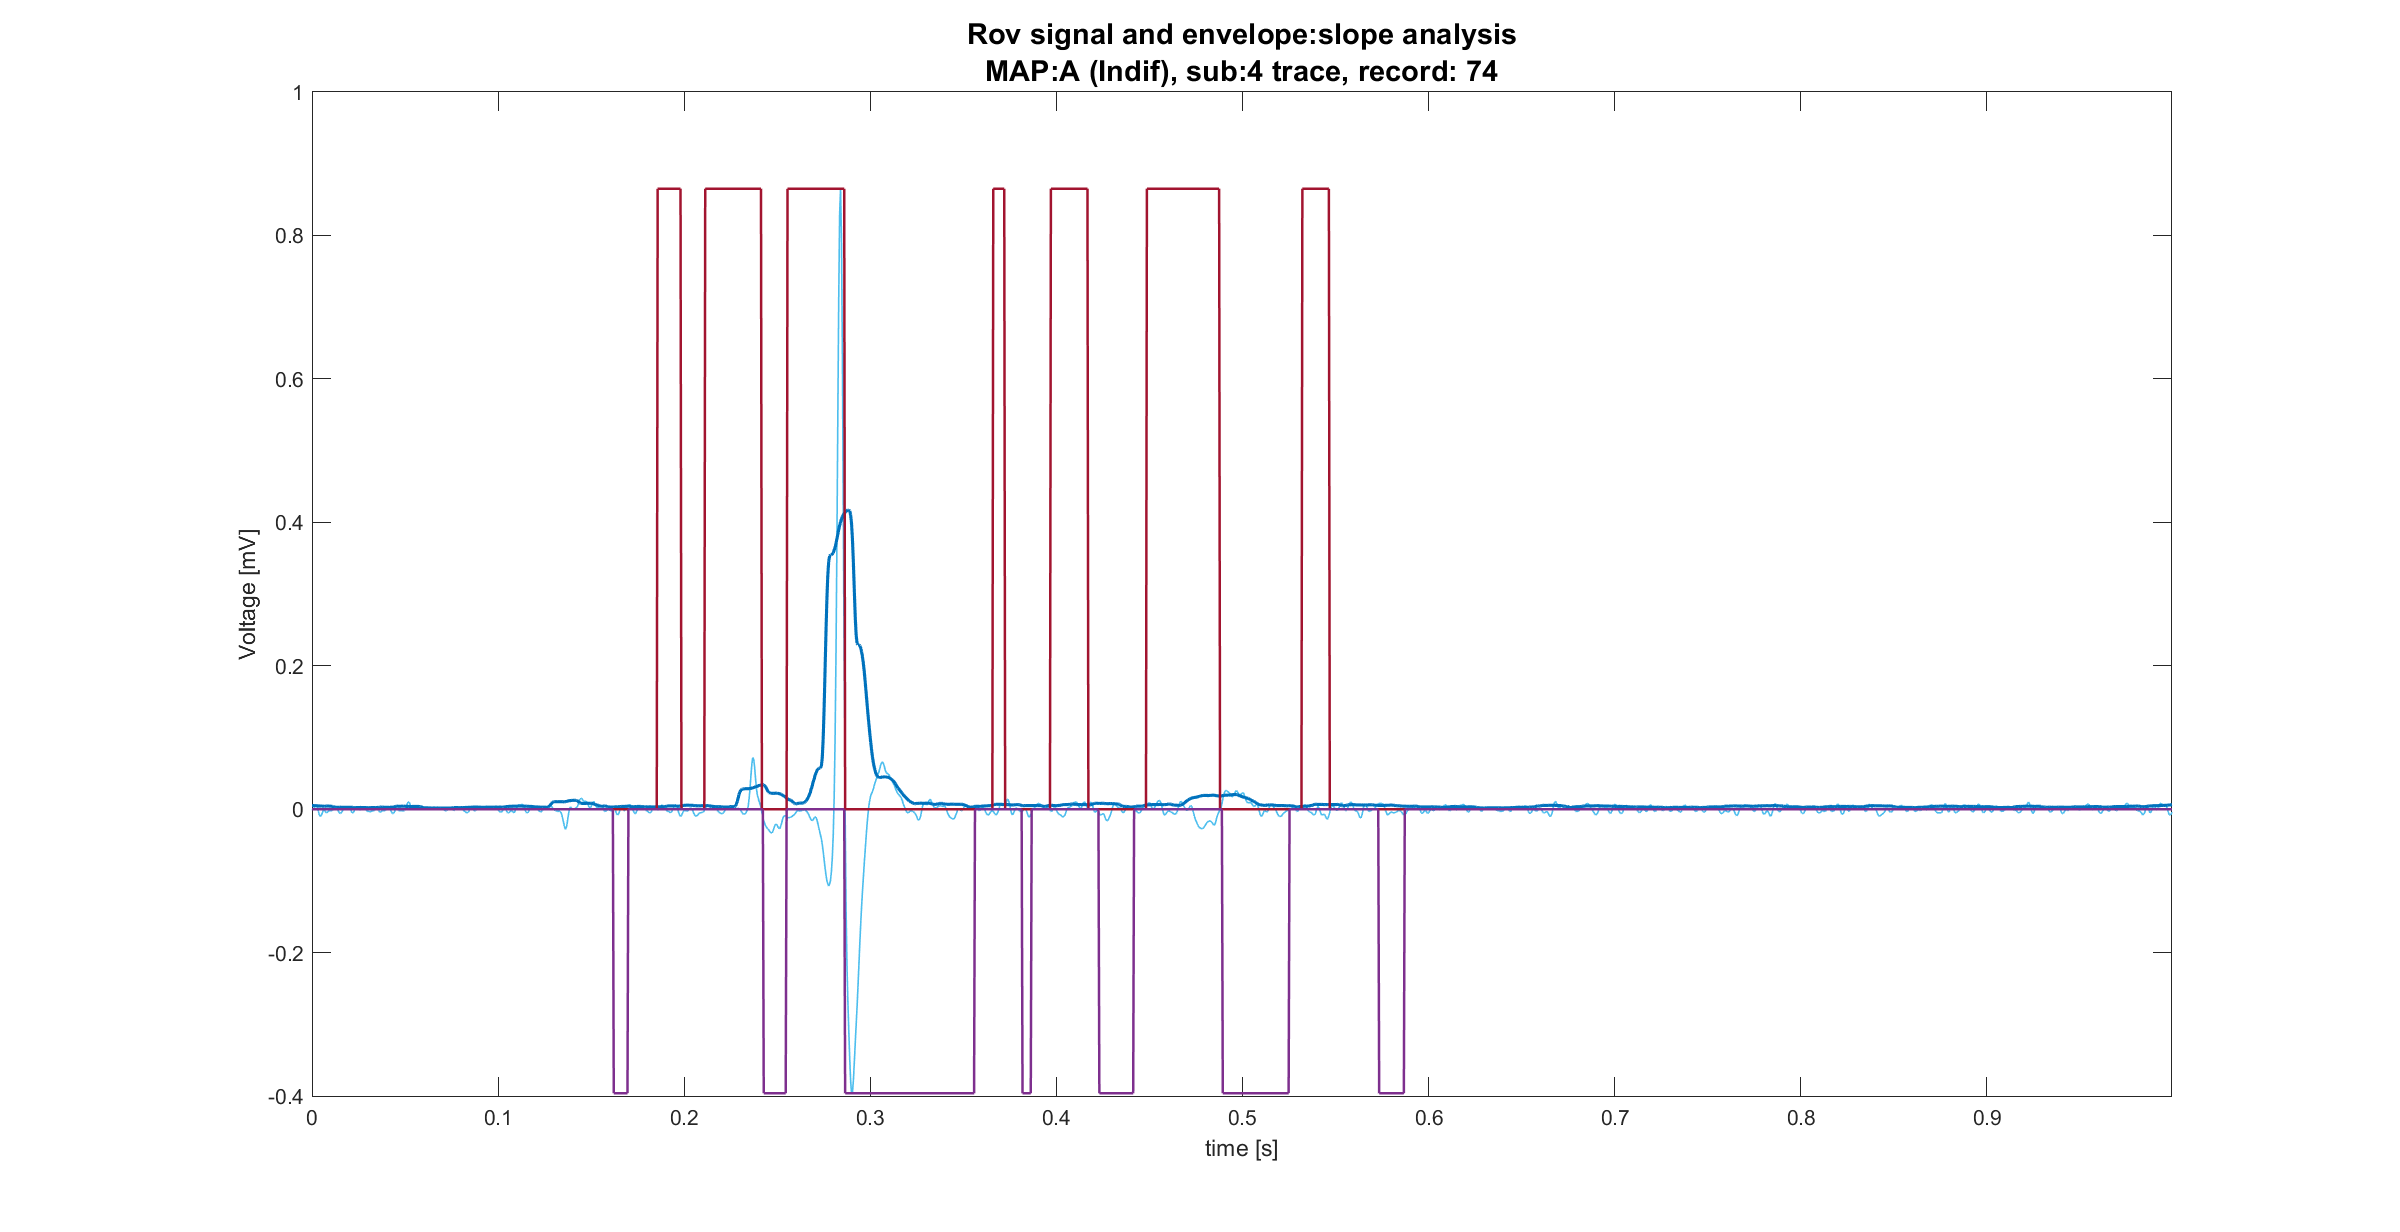 Rov signal and envelope:slope analysis
MAP:A (Indif), sub:4 trace, record: 74
1
0.8
0.6
0.4
0.2
0
-0.2
-0.4
Voltage [mV]
0 0.1 0.2 0.3 0.4 0.5 0.6 0.7 0.8 0.9
time [s]